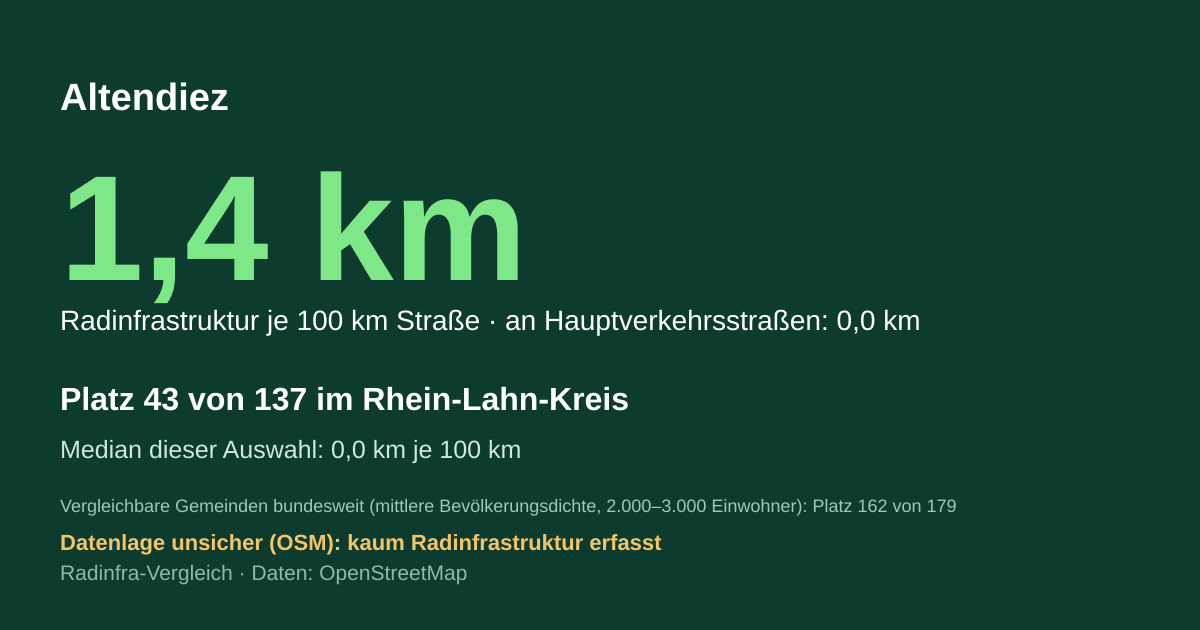 Altendiez
1,4 km
Radinfrastruktur je 100 km Straße · an Hauptverkehrsstraßen: 0,0 km
Platz 43 von 137 im Rhein-Lahn-Kreis
Median dieser Auswahl: 0,0 km je 100 km
Vergleichbare Gemeinden bundesweit (mittlere Bevölkerungsdichte, 2.000–3.000 Einwohner): Platz 162 von 179
Datenlage unsicher (OSM): kaum Radinfrastruktur erfasst
Radinfra-Vergleich · Daten: OpenStreetMap